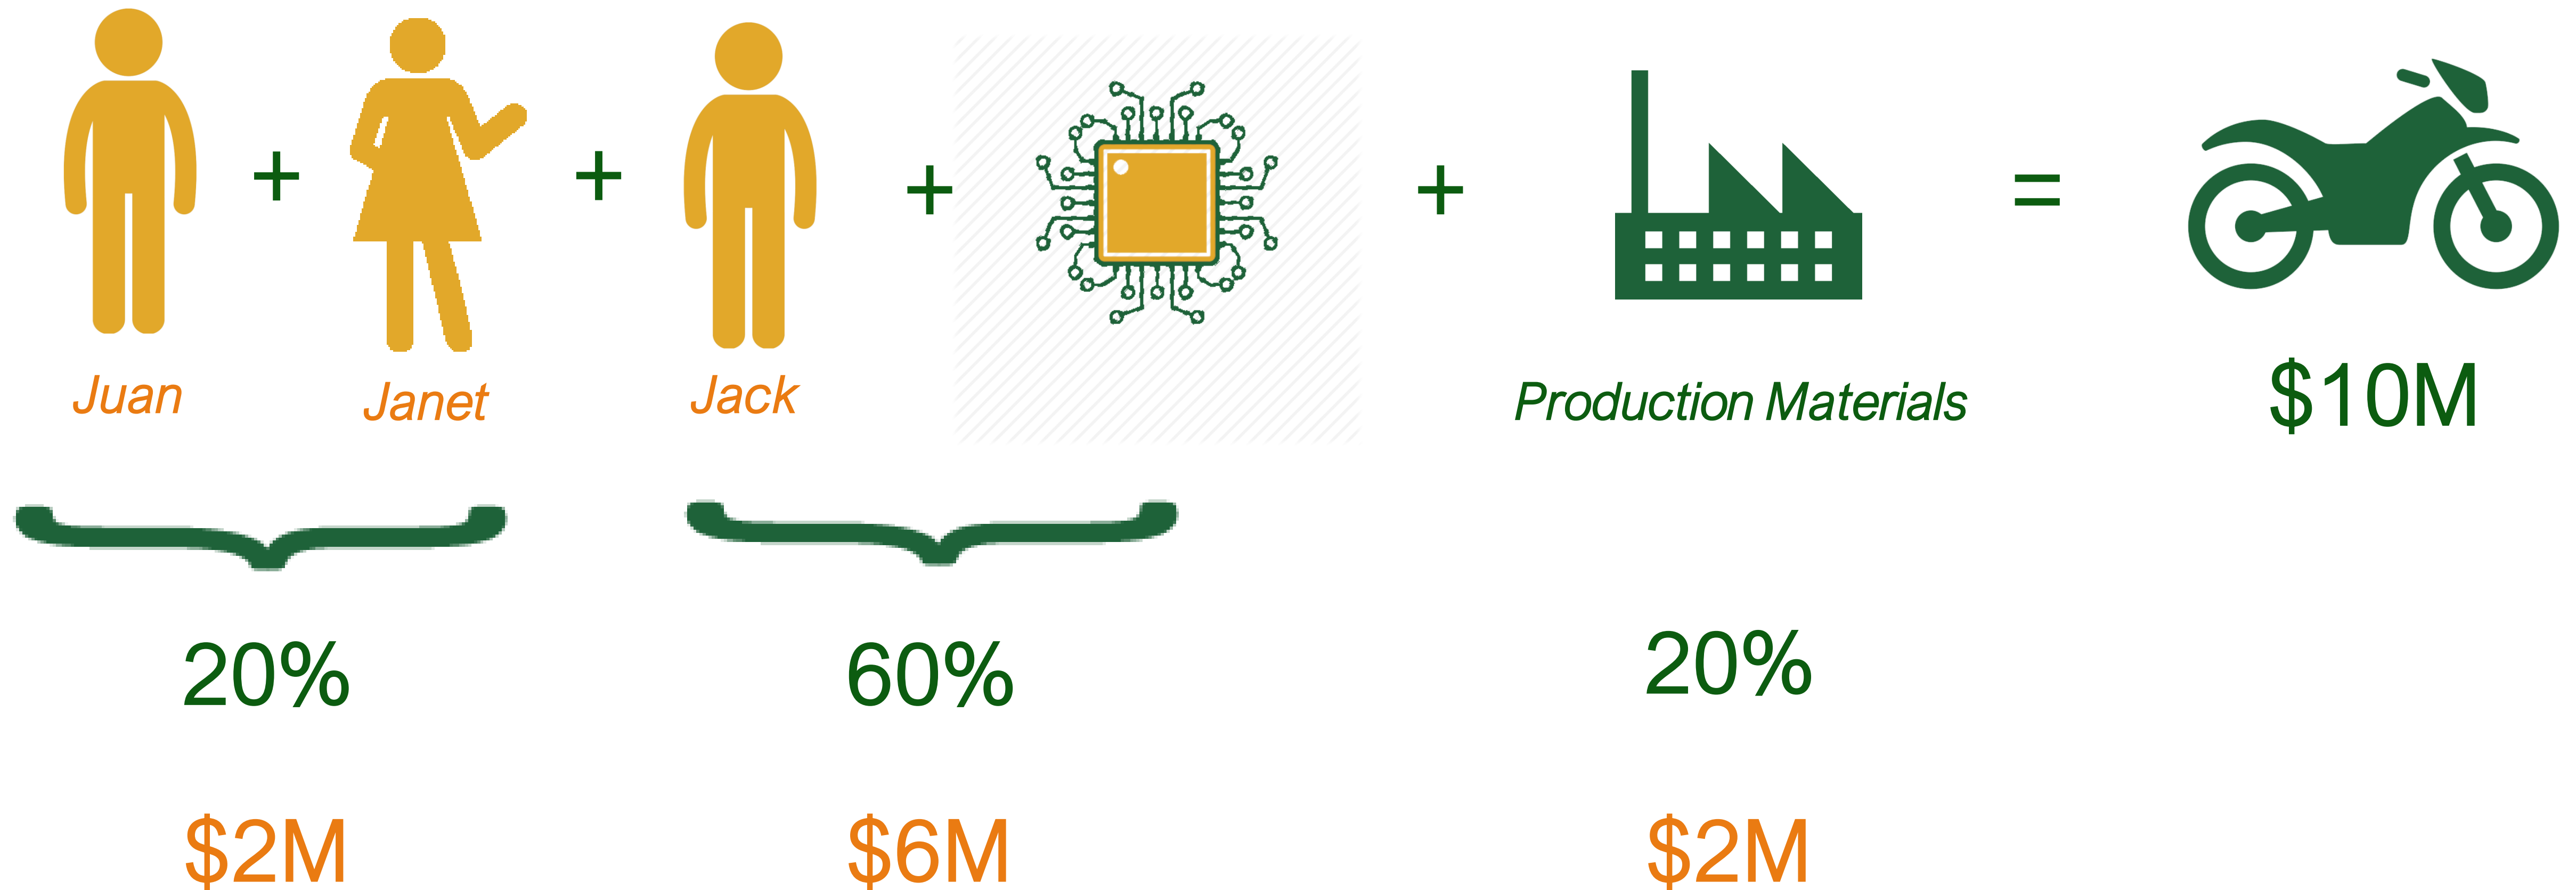 + + + + =
Juan Janet Jack Production Materials $10M
20% 60% 20%
$2M $6M $2M